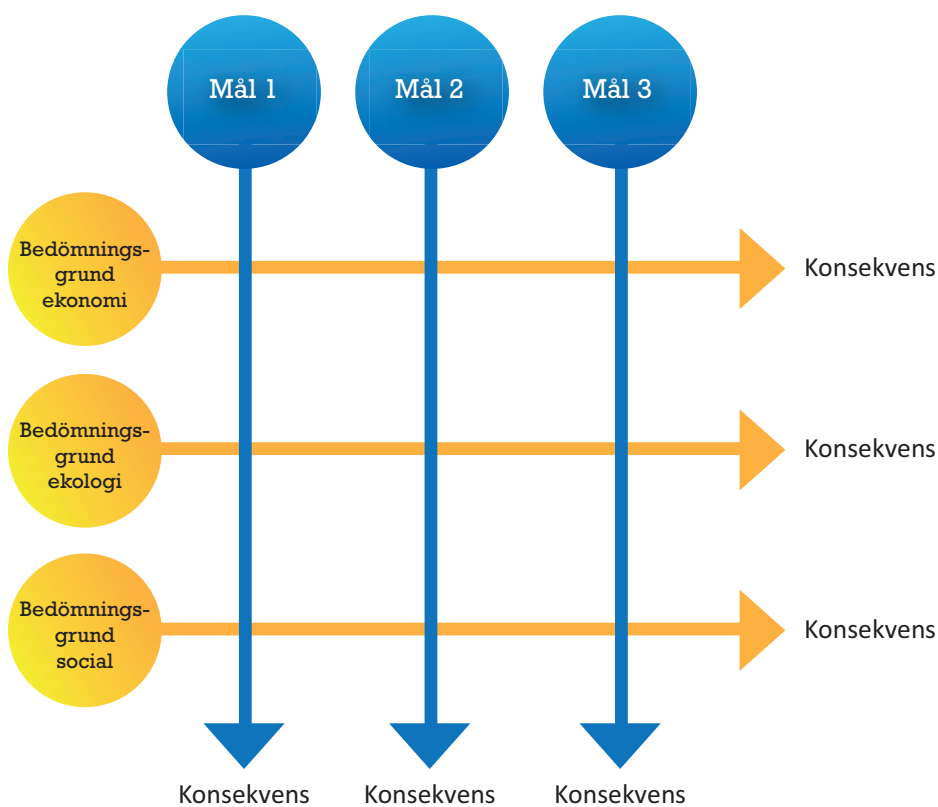 Mål 1 Mål 2 Mål 3
Bedömnings-
grund
ekonomi
Konsekvens
Bedömnings-
grund
ekologi
Konsekvens
Bedömnings-
grund
social
Konsekvens
Konsekvens Konsekvens Konsekvens